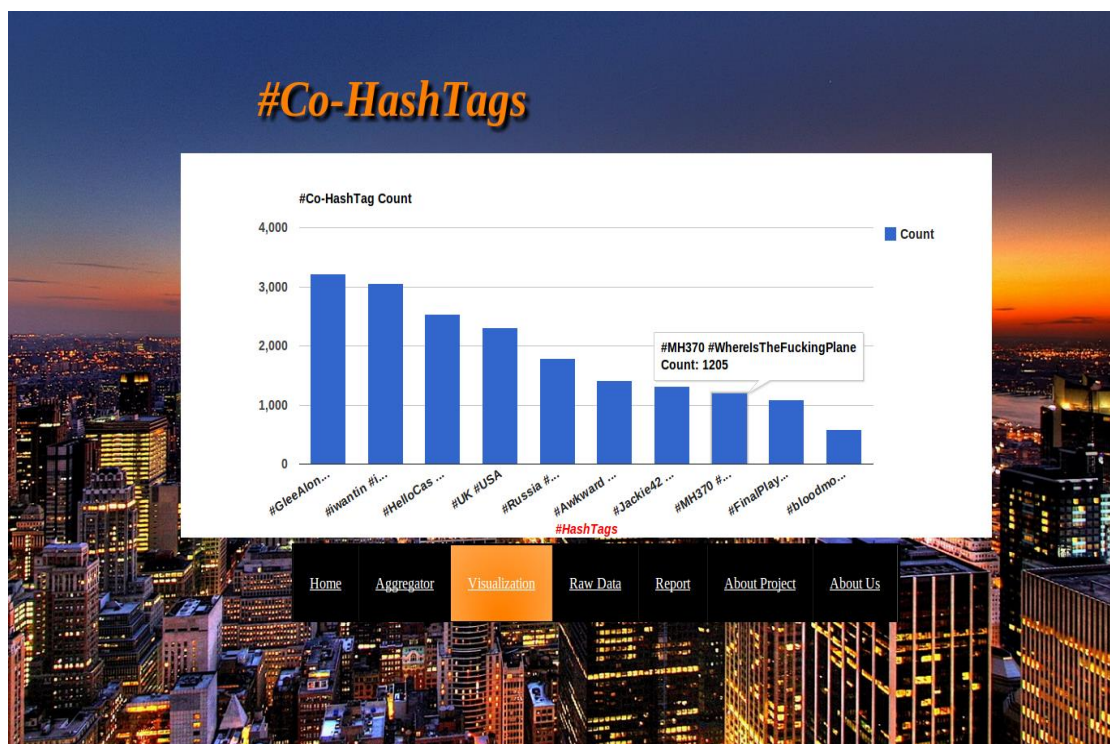 #Co-HashTags
#Co-HashTag Count
4,000
3,000
2,000
1,000
0
Count
#MH370 #WhereIsTheFuckingPlane
Count: 1205
#GleeAlon...
#iwantin #i...
#HelloCas ...
#UK #USA
#Russia #...
#Awkward ...
#Jackie42 ...
#MH370 #...
#FinalPlay...
#bloodmo...
#HashTags
Home
Aggregator
Visualization
Raw Data
Report
About Project
About Us